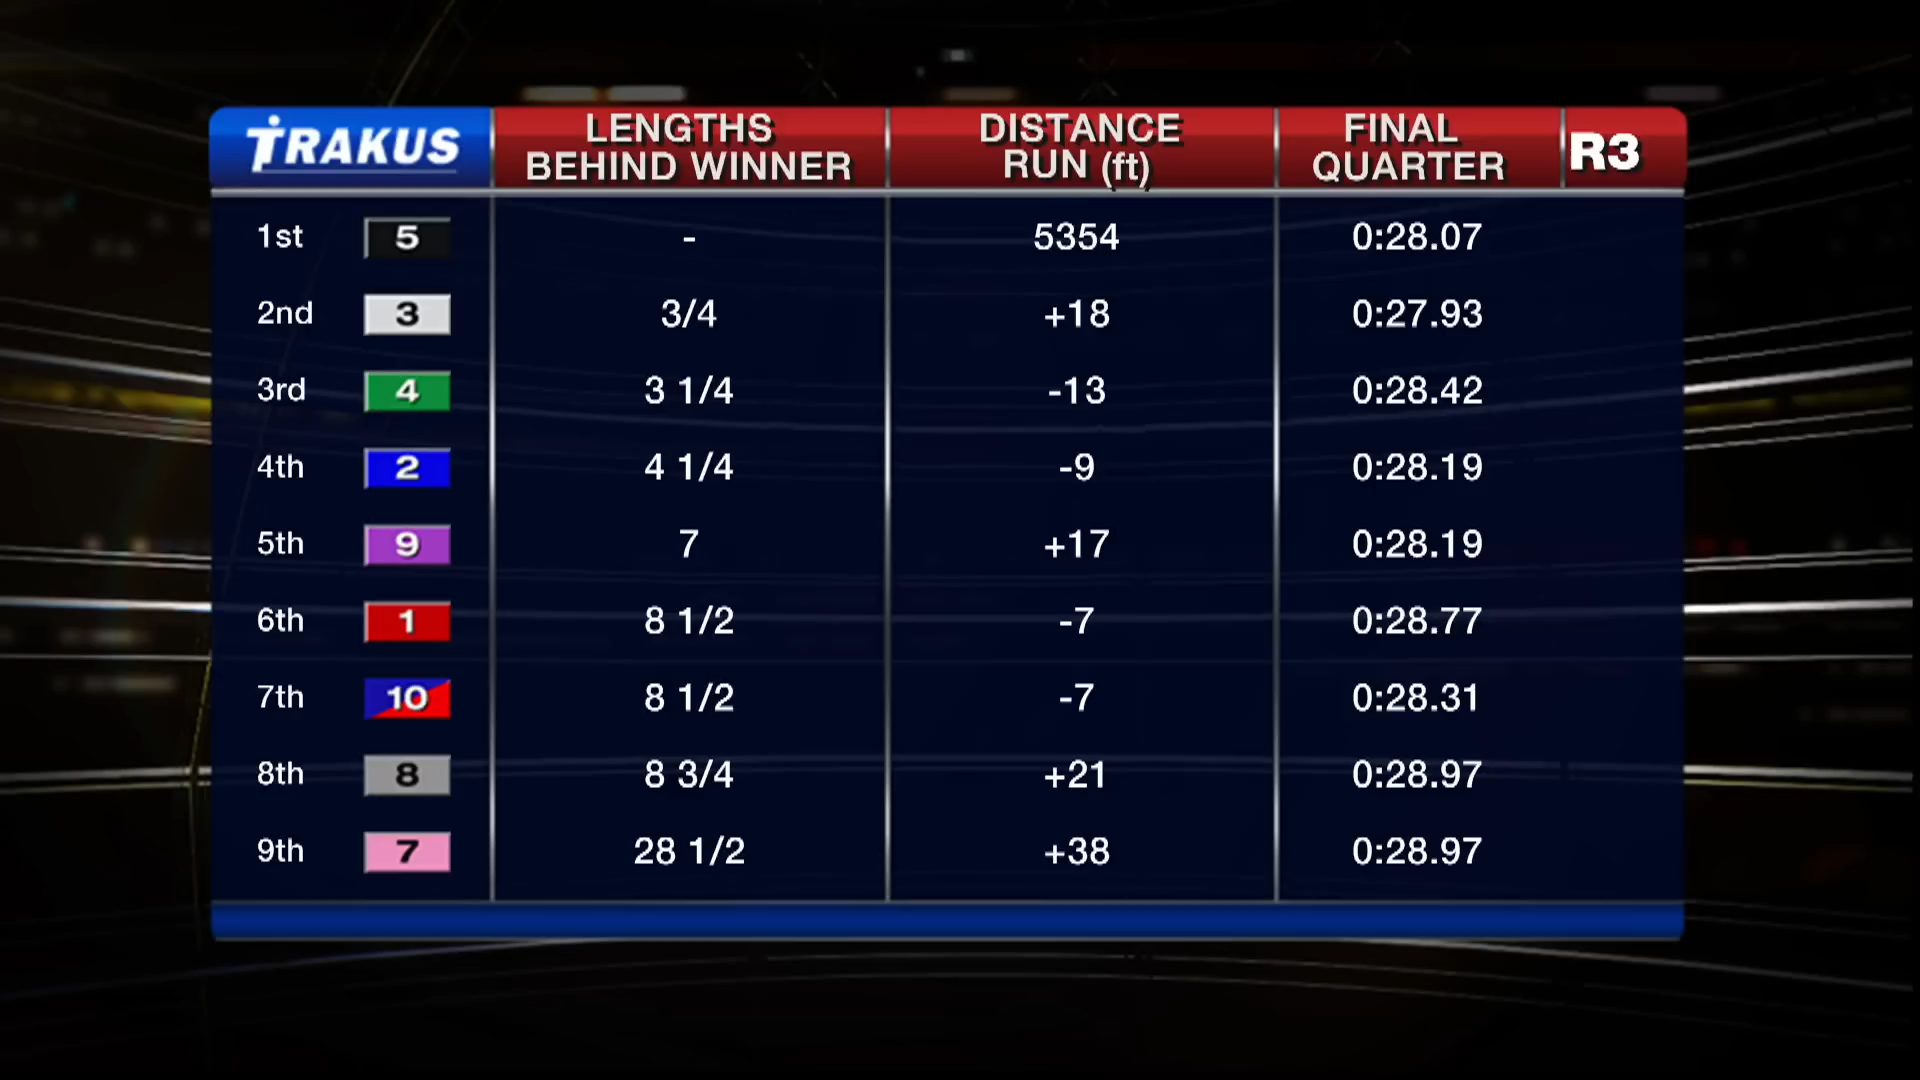 TRAKUS LENGTHS BEHIND WINNER DISTANCE RUN (ft) FINAL QUARTER R3
1st 5 - 5354 0:28.07
2nd 3 3/4 +18 0:27.93
3rd 4 3 1/4 -13 0:28.42
4th 2 4 1/4 -9 0:28.19
5th 9 7 +17 0:28.19
6th 1 8 1/2 -7 0:28.77
7th 10 8 1/2 -7 0:28.31
8th 8 8 3/4 +21 0:28.97
9th 7 28 1/2 +38 0:28.97